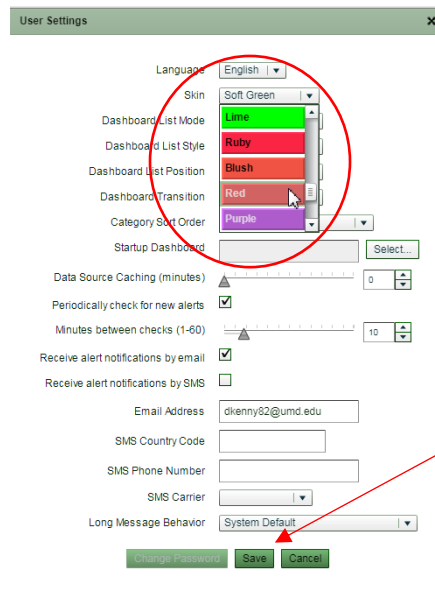 User Settings ×
Language English
Skin Soft Green
Dashboard List Mode Lime
Dashboard List Style Ruby
Dashboard List Position Blush
Dashboard Transition Red
Category Sort Order Purple
Startup Dashboard Select...
Data Source Caching (minutes) 0
Periodically check for new alerts
Minutes between checks (1-60) 10
Receive alert notifications by email
Receive alert notifications by SMS
Email Address dkenny82@umd.edu
SMS Country Code
SMS Phone Number
SMS Carrier
Long Message Behavior System Default
Change Password Save Cancel